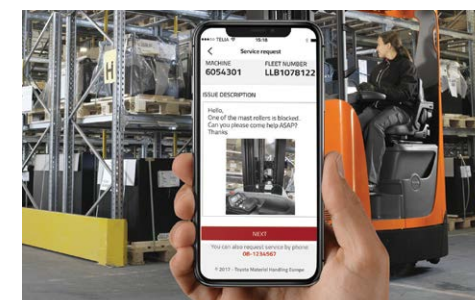 TELIA 15:16
Service request
MACHINE FLEET NUMBER
6054301 LLB1078122
ISSUE DESCRIPTION
Hello,
One of the mast rollers is blocked.
Can you please come help ASAP?
Thanks.
NEXT
You can also request service by phone
08-1234567
© 2017 - Toyota Material Handling Europe